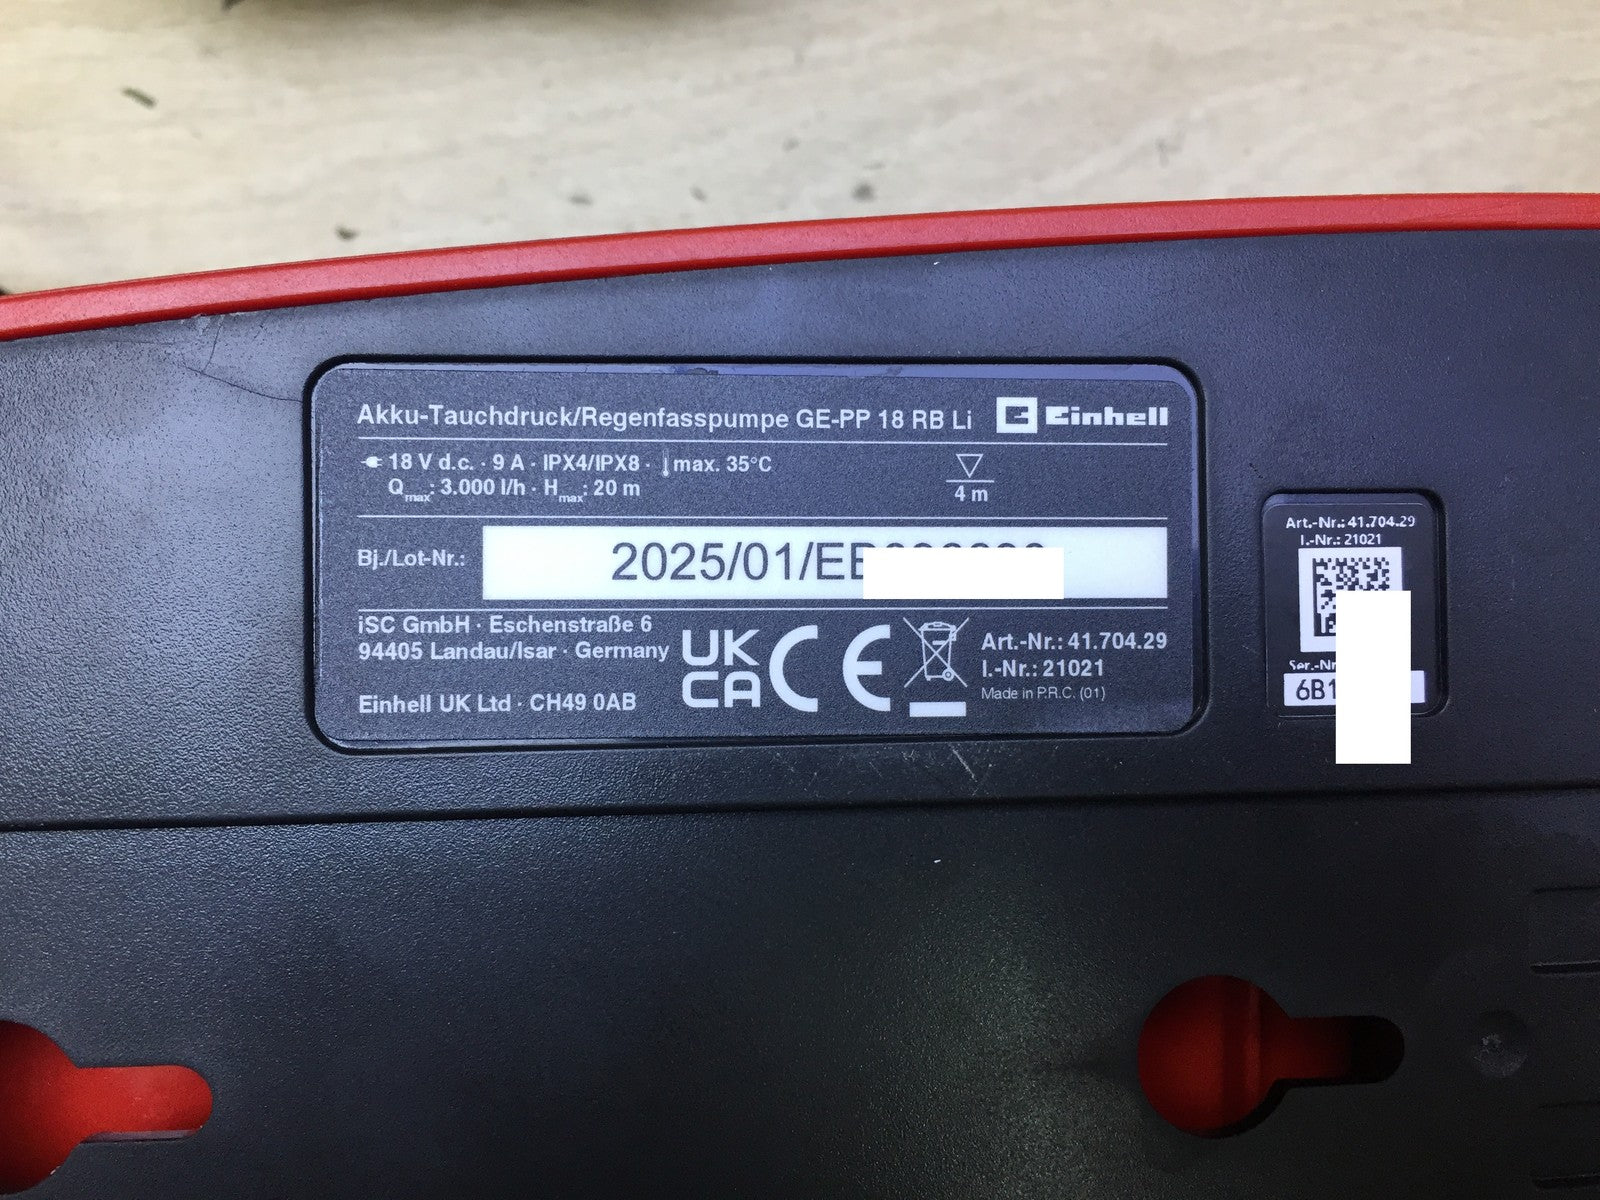 Akku-Tauchdruck/Regenfasspumpe GE-PP 18 RB Li Einhell
18 V d.c. · 9 A · IPX4/IPX8 · max. 35°C
Qmax: 3.000 l/h · Hmax: 20 m
4 m
Bj./Lot-Nr.: 2025/01/
iSC GmbH · Eschenstraße 6
94405 Landau/Isar · Germany
Einhell UK Ltd · CH49 0AB
UK
CA
CE
Art.-Nr.: 41.704.29
I.-Nr.: 21021
Made in P.R.C. (01)
Art.-Nr.: 41.704.29
I.-Nr.: 21021
Ser.-Nr
6B1